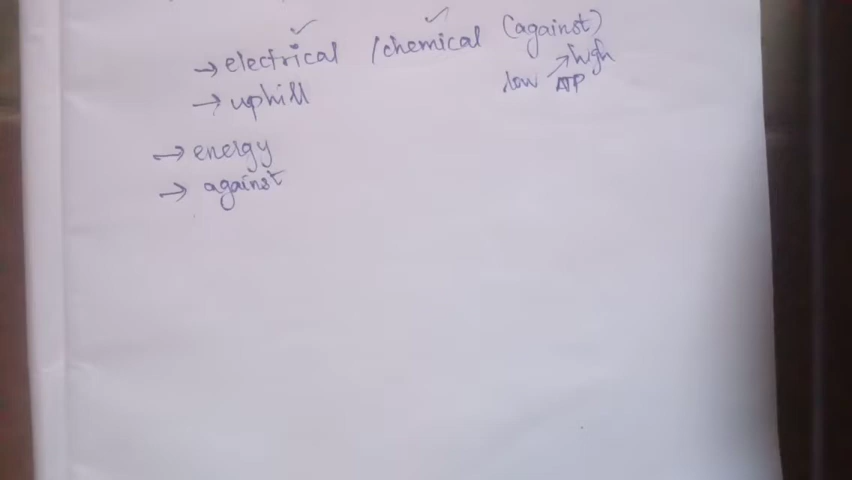 → electrical /chemical (against)
low ↗ high
ATP
→ uphill
→ energy
→ against